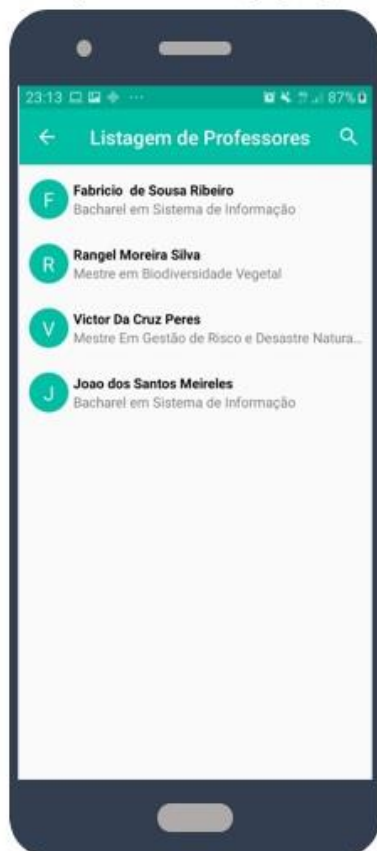 23:13 ... 87%
Listagem de Professores
F
Fabricio de Sousa Ribeiro
Bacharel em Sistema de Informação
R
Rangel Moreira Silva
Mestre em Biodiversidade Vegetal
V
Victor Da Cruz Peres
Mestre Em Gestão de Risco e Desastre Natura...
J
Joao dos Santos Meireles
Bacharel em Sistema de Informação